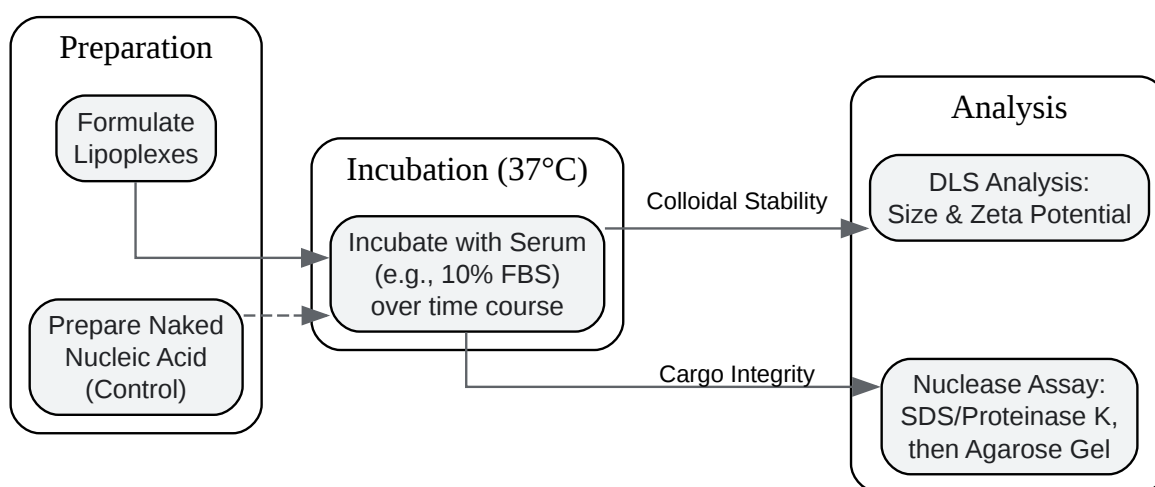 Preparation
Formulate
Lipoplexes
Prepare Naked
Nucleic Acid
(Control)
Incubation (37°C)
Incubate with Serum
(e.g., 10% FBS)
over time course
Colloidal Stability
Cargo Integrity
Analysis
DLS Analysis:
Size & Zeta Potential
Nuclease Assay:
SDS/Proteinase K,
then Agarose Gel